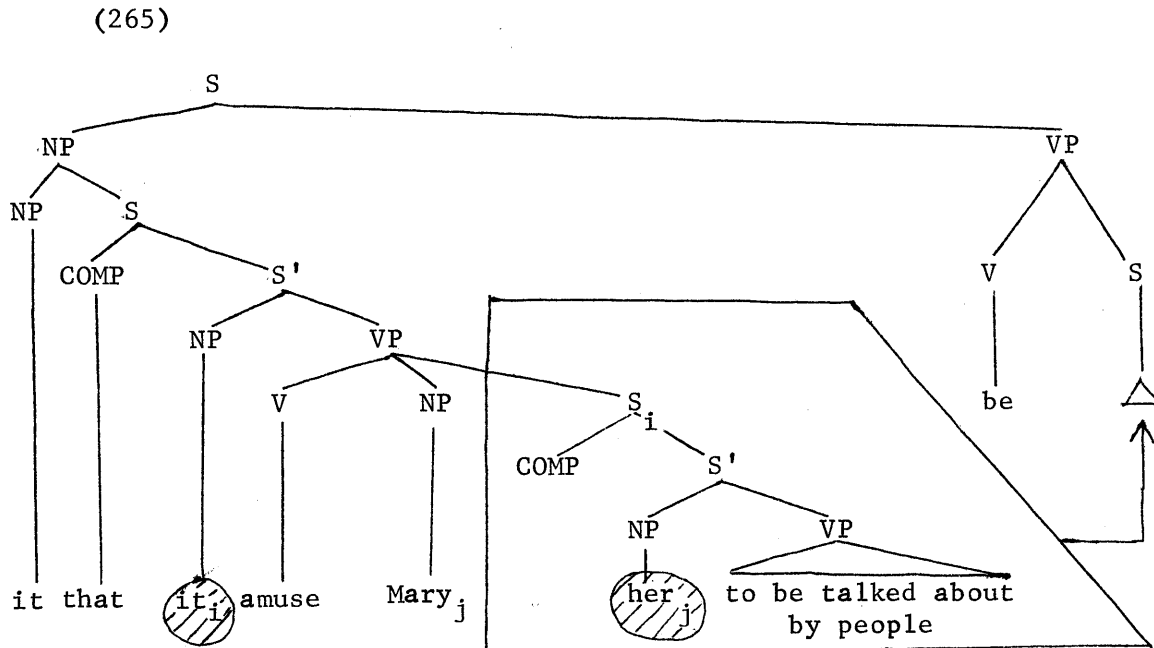 (265)
S
NP VP
NP S
COMP S' V S
NP VP
V NP S i be △
COMP S'
NP VP
it that it i amuse Mary j her j to be talked about
by people